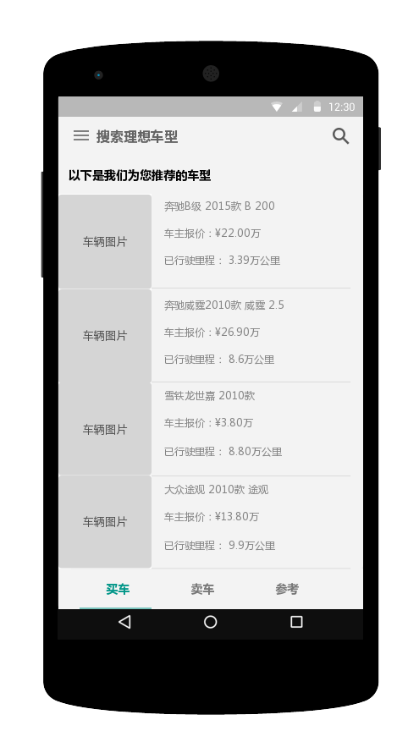 12:30
搜索理想车型
以下是我们为您推荐的车型
奔驰B级 2015款 B 200
车辆图片
车主报价：¥22.00万
已行驶里程： 3.39万公里
奔驰威霆2010款 威霆 2.5
车辆图片
车主报价：¥26.90万
已行驶里程： 8.6万公里
雪铁龙世嘉 2010款
车辆图片
车主报价：¥3.80万
已行驶里程： 8.80万公里
大众途观 2010款 途观
车辆图片
车主报价：¥13.80万
已行驶里程： 9.9万公里
买车 卖车 参考